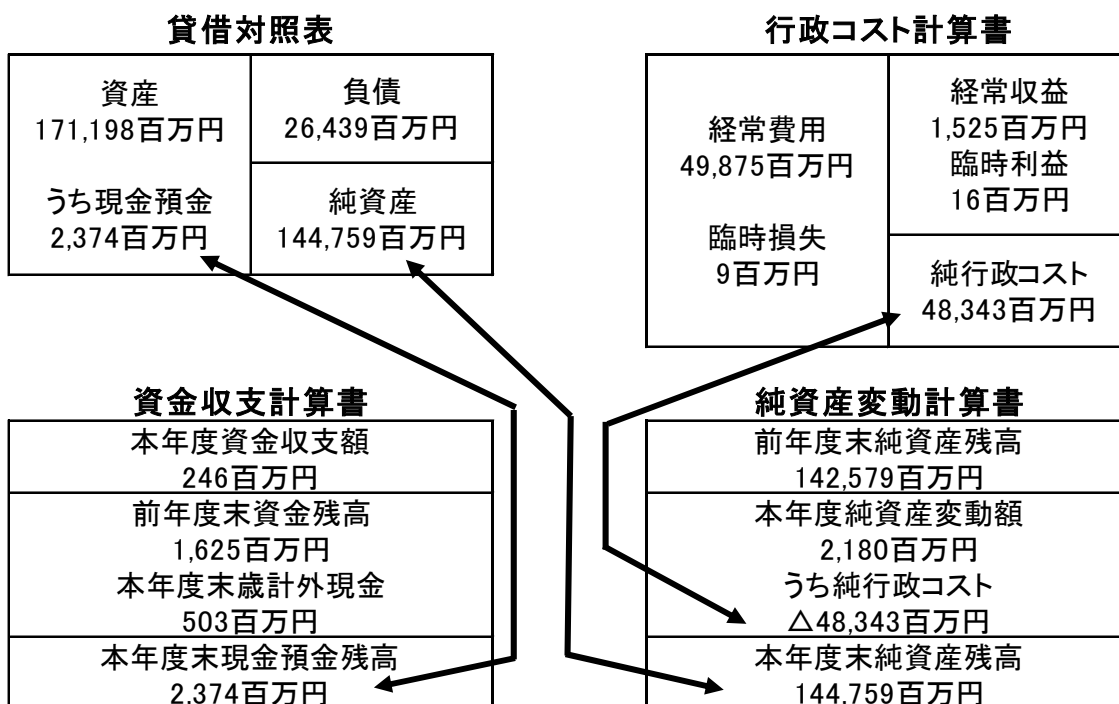 貸借対照表
資産
171,198百万円
うち現金預金
2,374百万円
負債
26,439百万円
純資産
144,759百万円
行政コスト計算書
経常費用
49,875百万円
臨時損失
9百万円
経常収益
1,525百万円
臨時利益
16百万円
純行政コスト
48,343百万円
資金収支計算書
本年度資金収支額
246百万円
前年度末資金残高
1,625百万円
本年度末歳計外現金
503百万円
本年度末現金預金残高
2,374百万円
純資産変動計算書
前年度末純資産残高
142,579百万円
本年度純資産変動額
2,180百万円
うち純行政コスト
△48,343百万円
本年度末純資産残高
144,759百万円